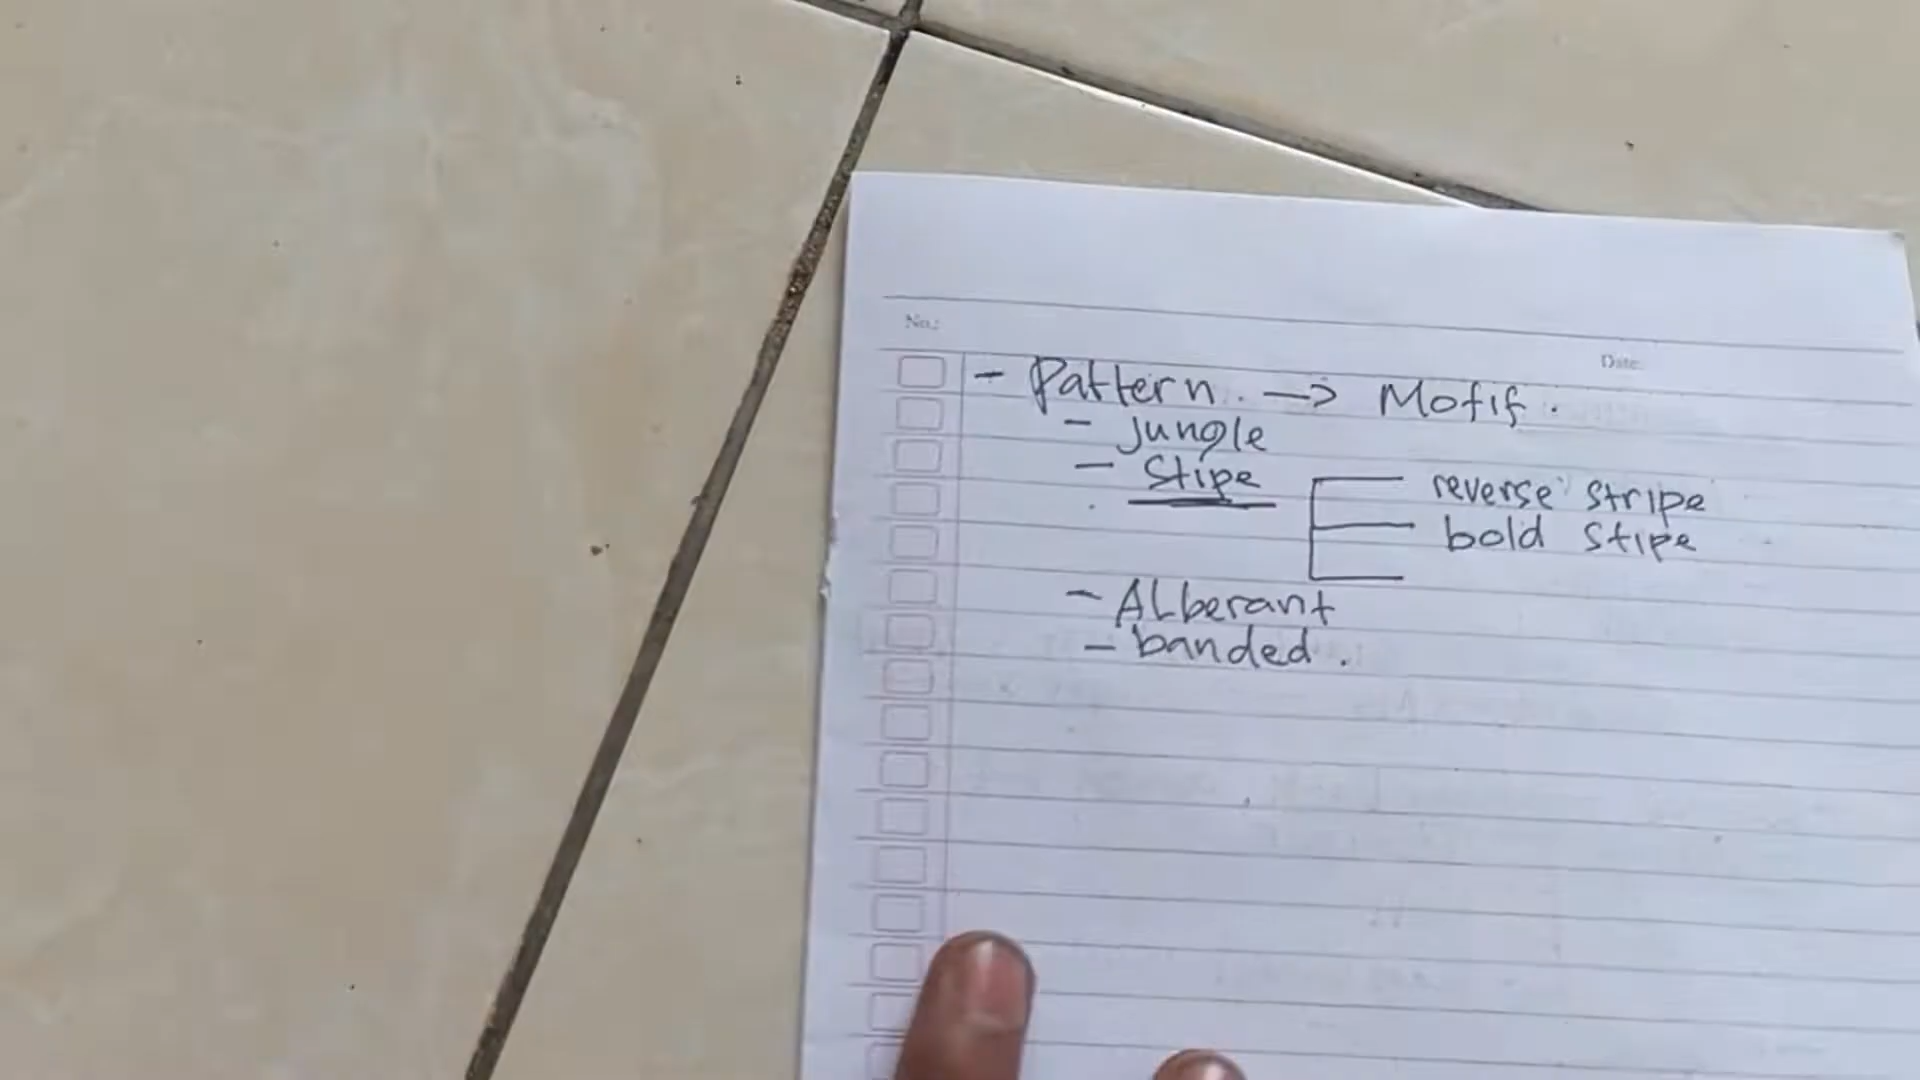 No.:
Date:
- Pattern. → Motif.
- Jungle
- Stipe
reverse stripe
bold stipe
- ALberant
- banded.